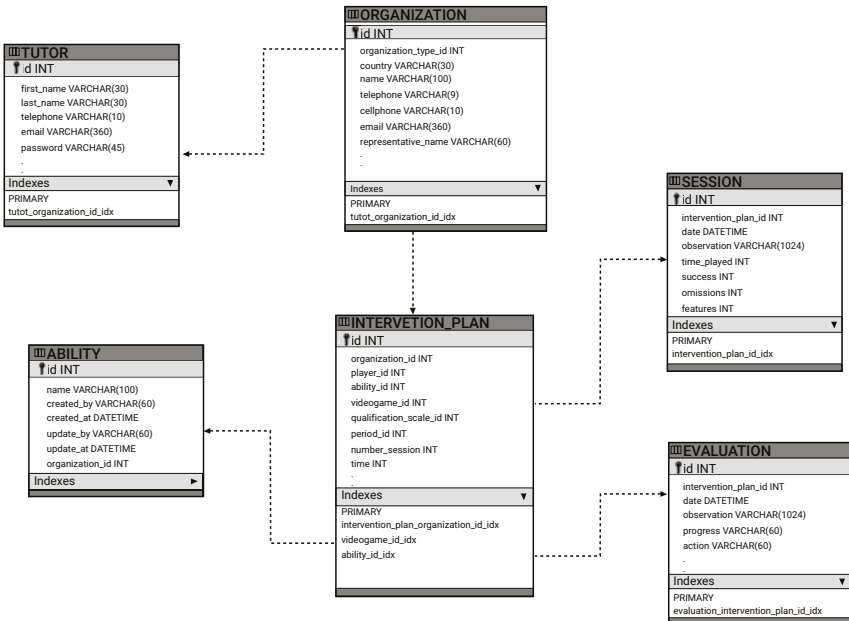 ORGANIZATION
id INT
organization_type_id INT
country VARCHAR(30)
name VARCHAR(100)
telephone VARCHAR(9)
cellphone VARCHAR(10)
email VARCHAR(360)
representative_name VARCHAR(60)
.
.
Indexes
PRIMARY
tutot_organization_id_idx
TUTOR
id INT
first_name VARCHAR(30)
last_name VARCHAR(30)
telephone VARCHAR(10)
email VARCHAR(360)
password VARCHAR(45)
.
.
Indexes
PRIMARY
tutor_organization_id_idx
SESSION
id INT
intervention_plan_id INT
date DATETIME
observation VARCHAR(1024)
time_played INT
success INT
omissions INT
features INT
Indexes
PRIMARY
intervention_plan_id_idx
INTERVETION_PLAN
id INT
organization_id INT
player_id INT
ability_id INT
videogame_id INT
qualification_scale_id INT
period_id INT
number_session INT
time INT
.
.
Indexes
PRIMARY
intervention_plan_organization_id_idx
videogame_id_idx
ability_id_idx
ABILITY
id INT
name VARCHAR(100)
created_by VARCHAR(60)
created_at DATETIME
update_by VARCHAR(60)
update_at DATETIME
organization_id INT
Indexes
EVALUATION
id INT
intervention_plan_id INT
date DATETIME
observation VARCHAR(1024)
progress VARCHAR(60)
action VARCHAR(60)
.
.
Indexes
PRIMARY
evaluation_intervention_plan_id_idx